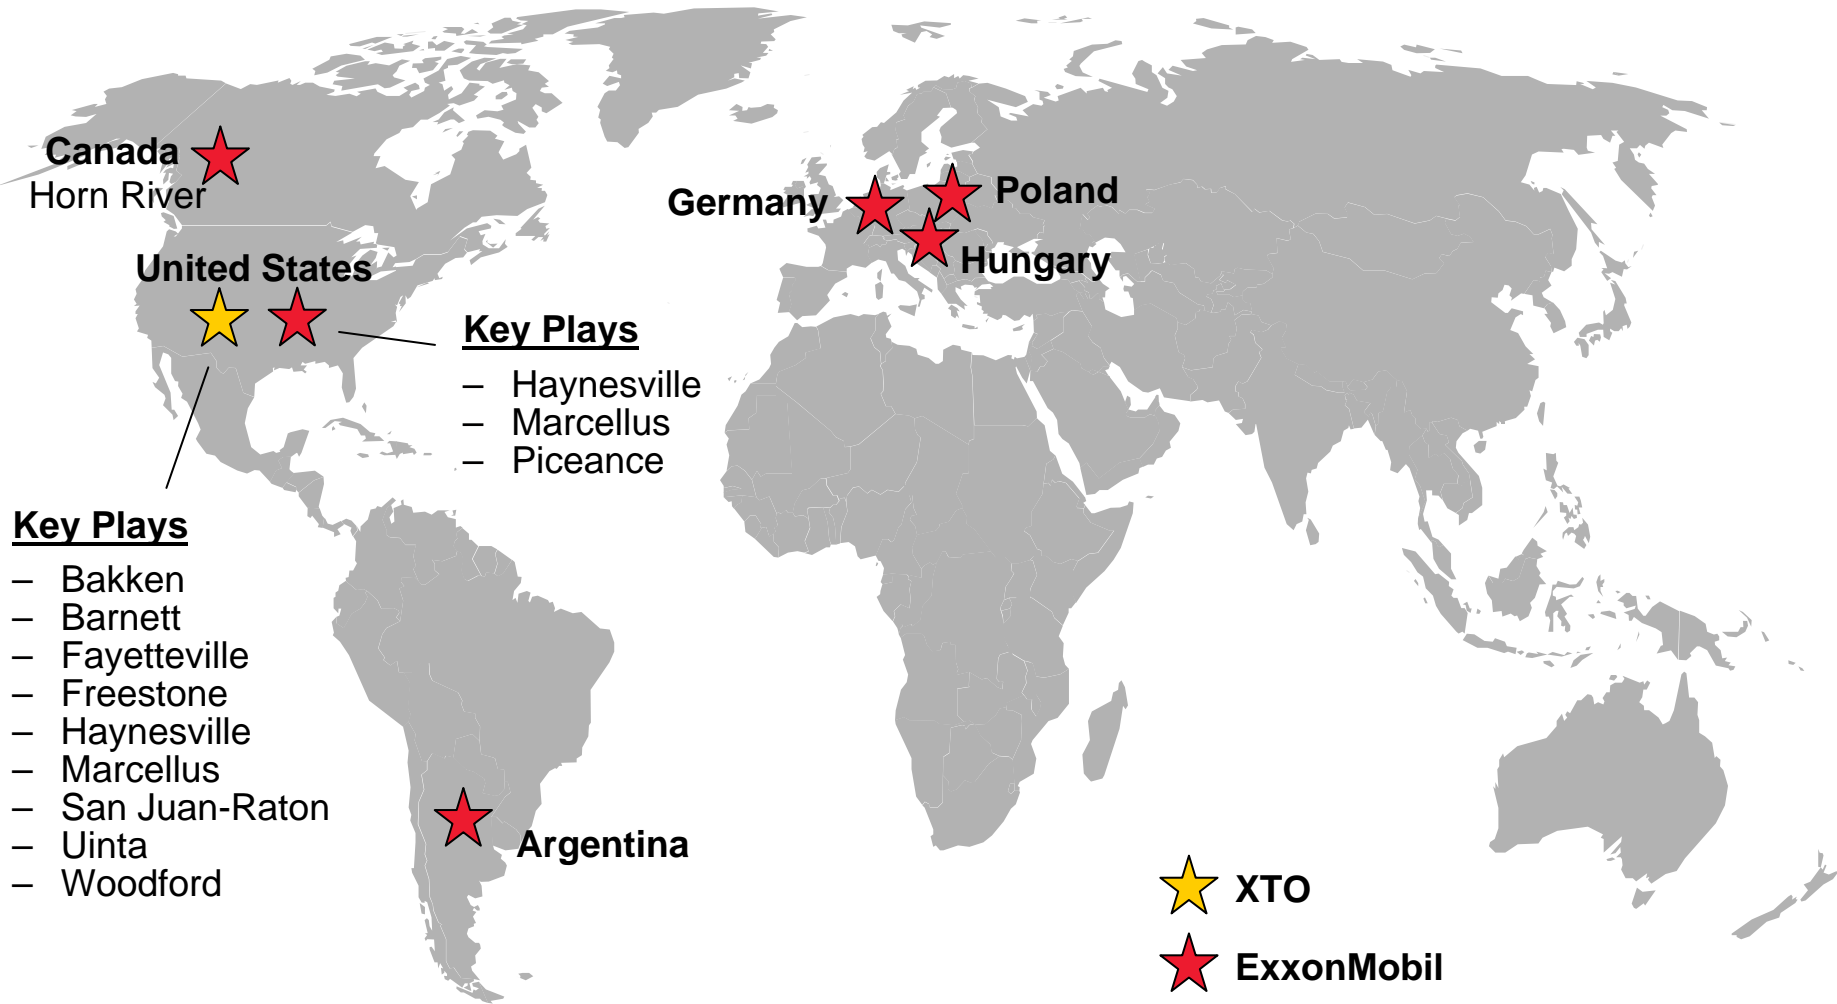 Canada
Horn River
United States
Key Plays
– Haynesville
– Marcellus
– Piceance
Key Plays
– Bakken
– Barnett
– Fayetteville
– Freestone
– Haynesville
– Marcellus
– San Juan-Raton
– Uinta
– Woodford
Germany
Poland
Hungary
Argentina
XTO
ExxonMobil